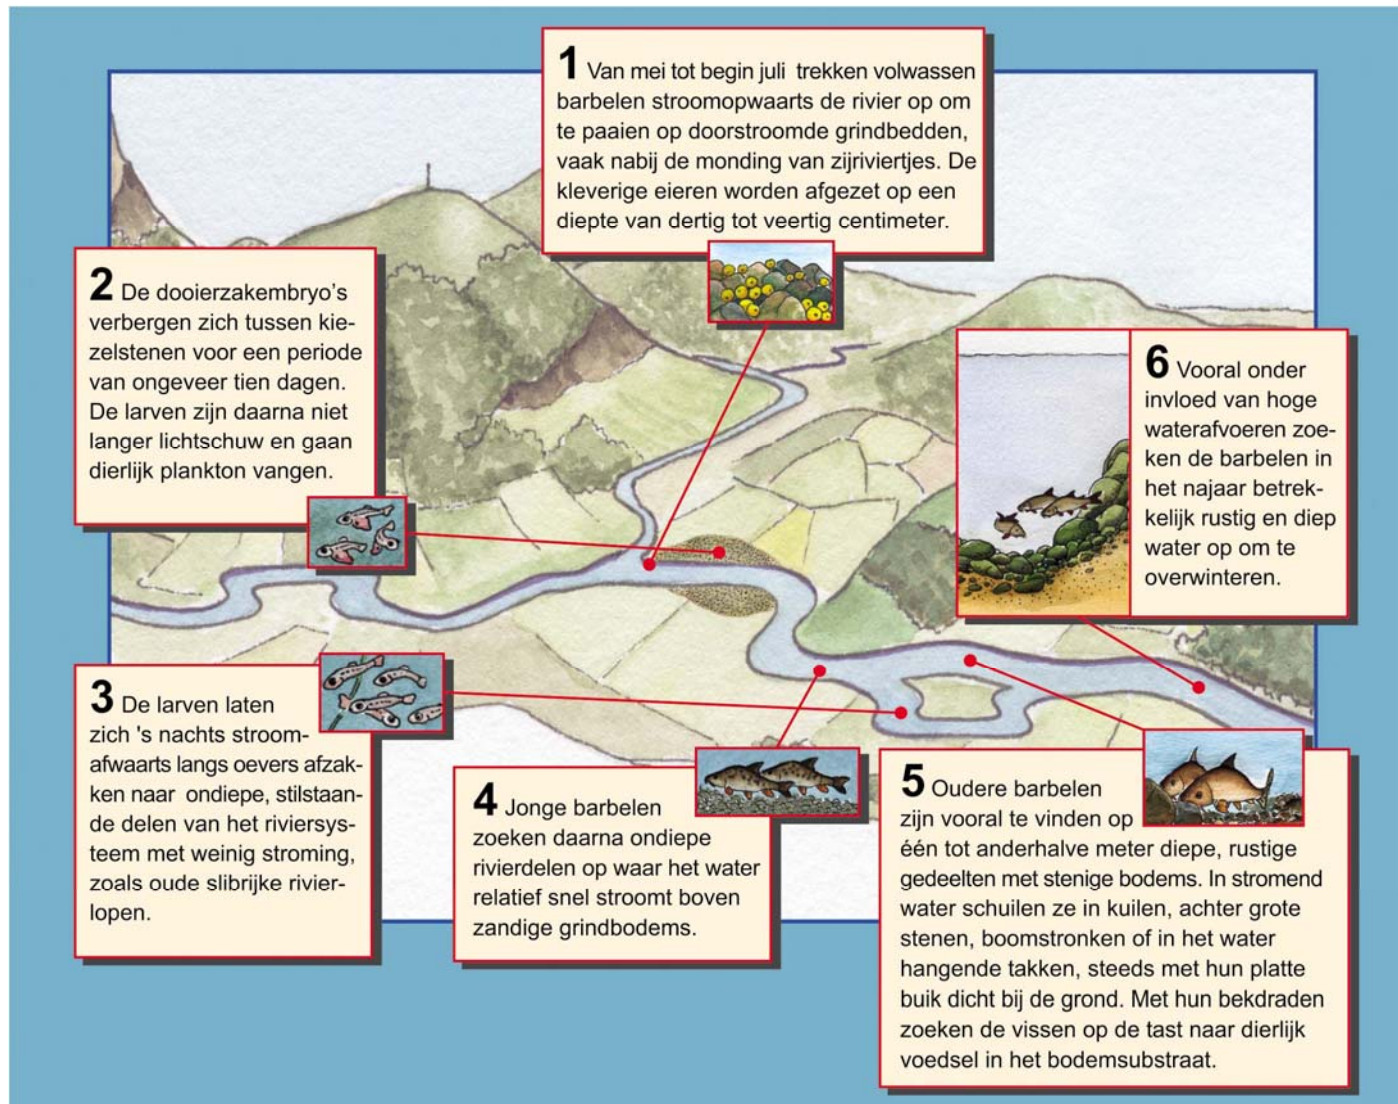 1 Van mei tot begin juli trekken volwassen
barbelen stroomopwaarts de rivier op om
te paaien op doorstroomde grindbedden,
vaak nabij de monding van zijriviertjes. De
kleverige eieren worden afgezet op een
diepte van dertig tot veertig centimeter.
2 De dooierzakembryo's
verbergen zich tussen kie-
zelstenen voor een periode
van ongeveer tien dagen.
De larven zijn daarna niet
langer lichtschuw en gaan
dierlijk plankton vangen.
3 De larven laten
zich 's nachts stroom-
afwaarts langs oevers afzak-
ken naar ondiepe, stilstaan-
de delen van het riviersys-
teem met weinig stroming,
zoals oude slibrijke rivier-
lopen.
4 Jonge barbelen
zoeken daarna ondiepe
rivierdelen op waar het water
relatief snel stroomt boven
zandige grindbodems.
5 Oudere barbelen
zijn vooral te vinden op
één tot anderhalve meter diepe, rustige
gedeelten met stenige bodems. In stromend
water schuilen ze in kuilen, achter grote
stenen, boomstronken of in het water
hangende takken, steeds met hun platte
buik dicht bij de grond. Met hun bekdraden
zoeken de vissen op de tast naar dierlijk
voedsel in het bodemsubstraat.
6 Vooral onder
invloed van hoge
waterafvoeren zoe-
ken de barbelen in
het najaar betrek-
kelijk rustig en diep
water op om te
overwinteren.